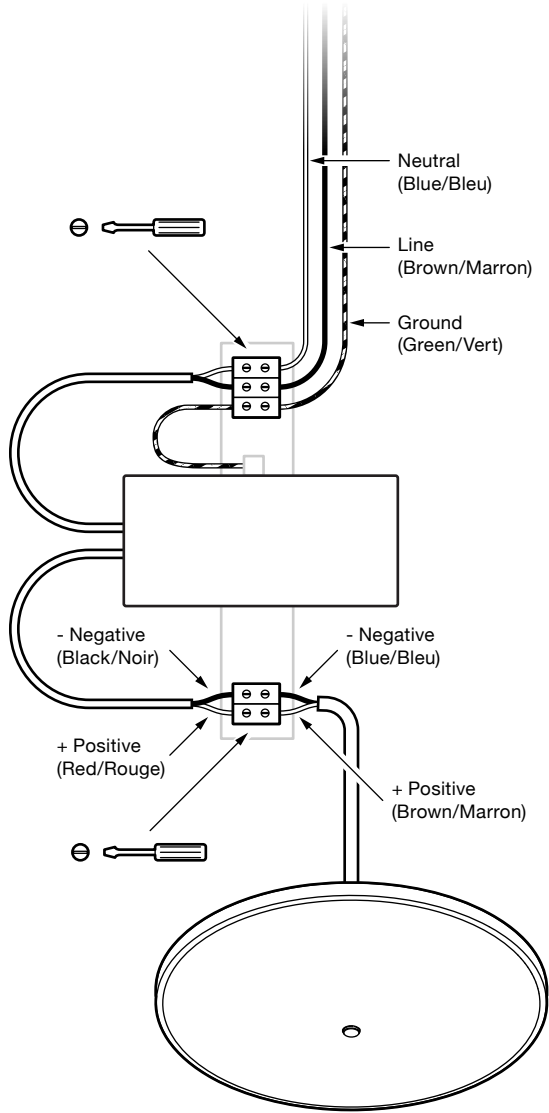 Neutral
(Blue/Bleu)
Line
(Brown/Marron)
Ground
(Green/Vert)
- Negative
(Black/Noir)
- Negative
(Blue/Bleu)
+ Positive
(Red/Rouge)
+ Positive
(Brown/Marron)